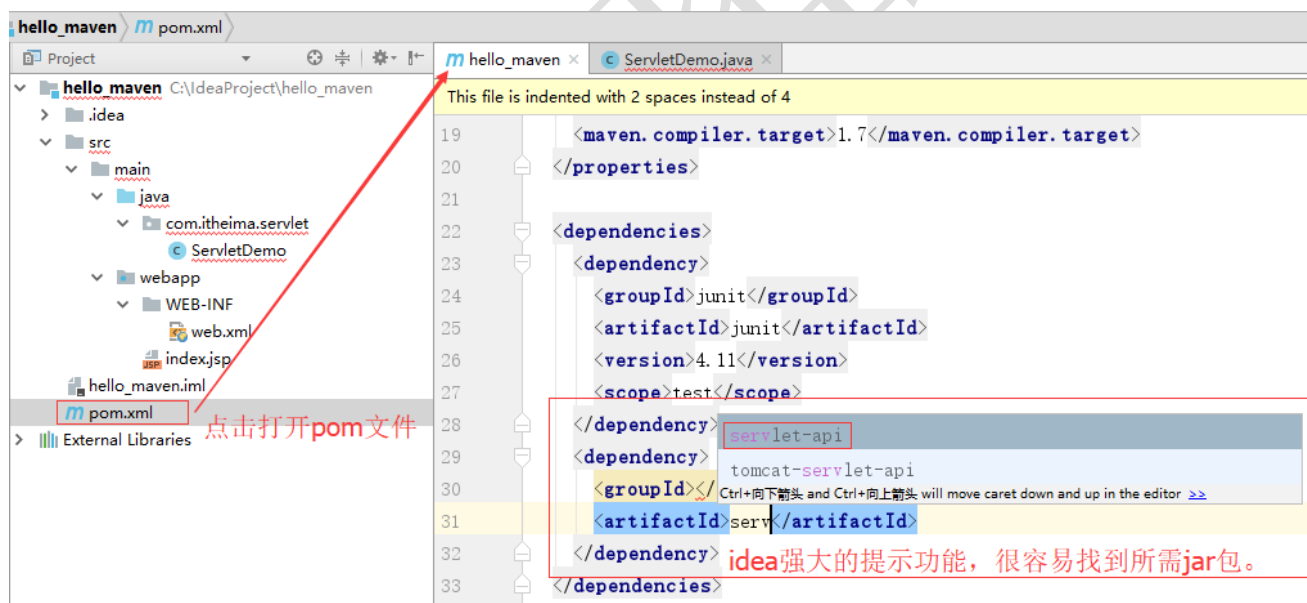 hello_maven pom.xml
Project
hello_maven ×
ServletDemo.java ×
hello_maven C:\IdeaProject\hello_maven
.idea
src
main
java
com.itheima.servlet
ServletDemo
webapp
WEB-INF
web.xml
index.jsp
hello_maven.iml
pom.xml
External Libraries
点击打开pom文件
This file is indented with 2 spaces instead of 4
19 <maven.compiler.target>1.7</maven.compiler.target>
20 </properties>
21
22 <dependencies>
23 <dependency>
24 <groupId>junit</groupId>
25 <artifactId>junit</artifactId>
26 <version>4.11</version>
27 <scope>test</scope>
28 </dependency>
29 <dependency>
30 <groupId></
31 <artifactId>serv</artifactId>
32 </dependency>
33 </dependencies>
servlet-api
tomcat-servlet-api
Ctrl+向下箭头 and Ctrl+向上箭头 will move caret down and up in the editor >>
idea强大的提示功能，很容易找到所需jar包。